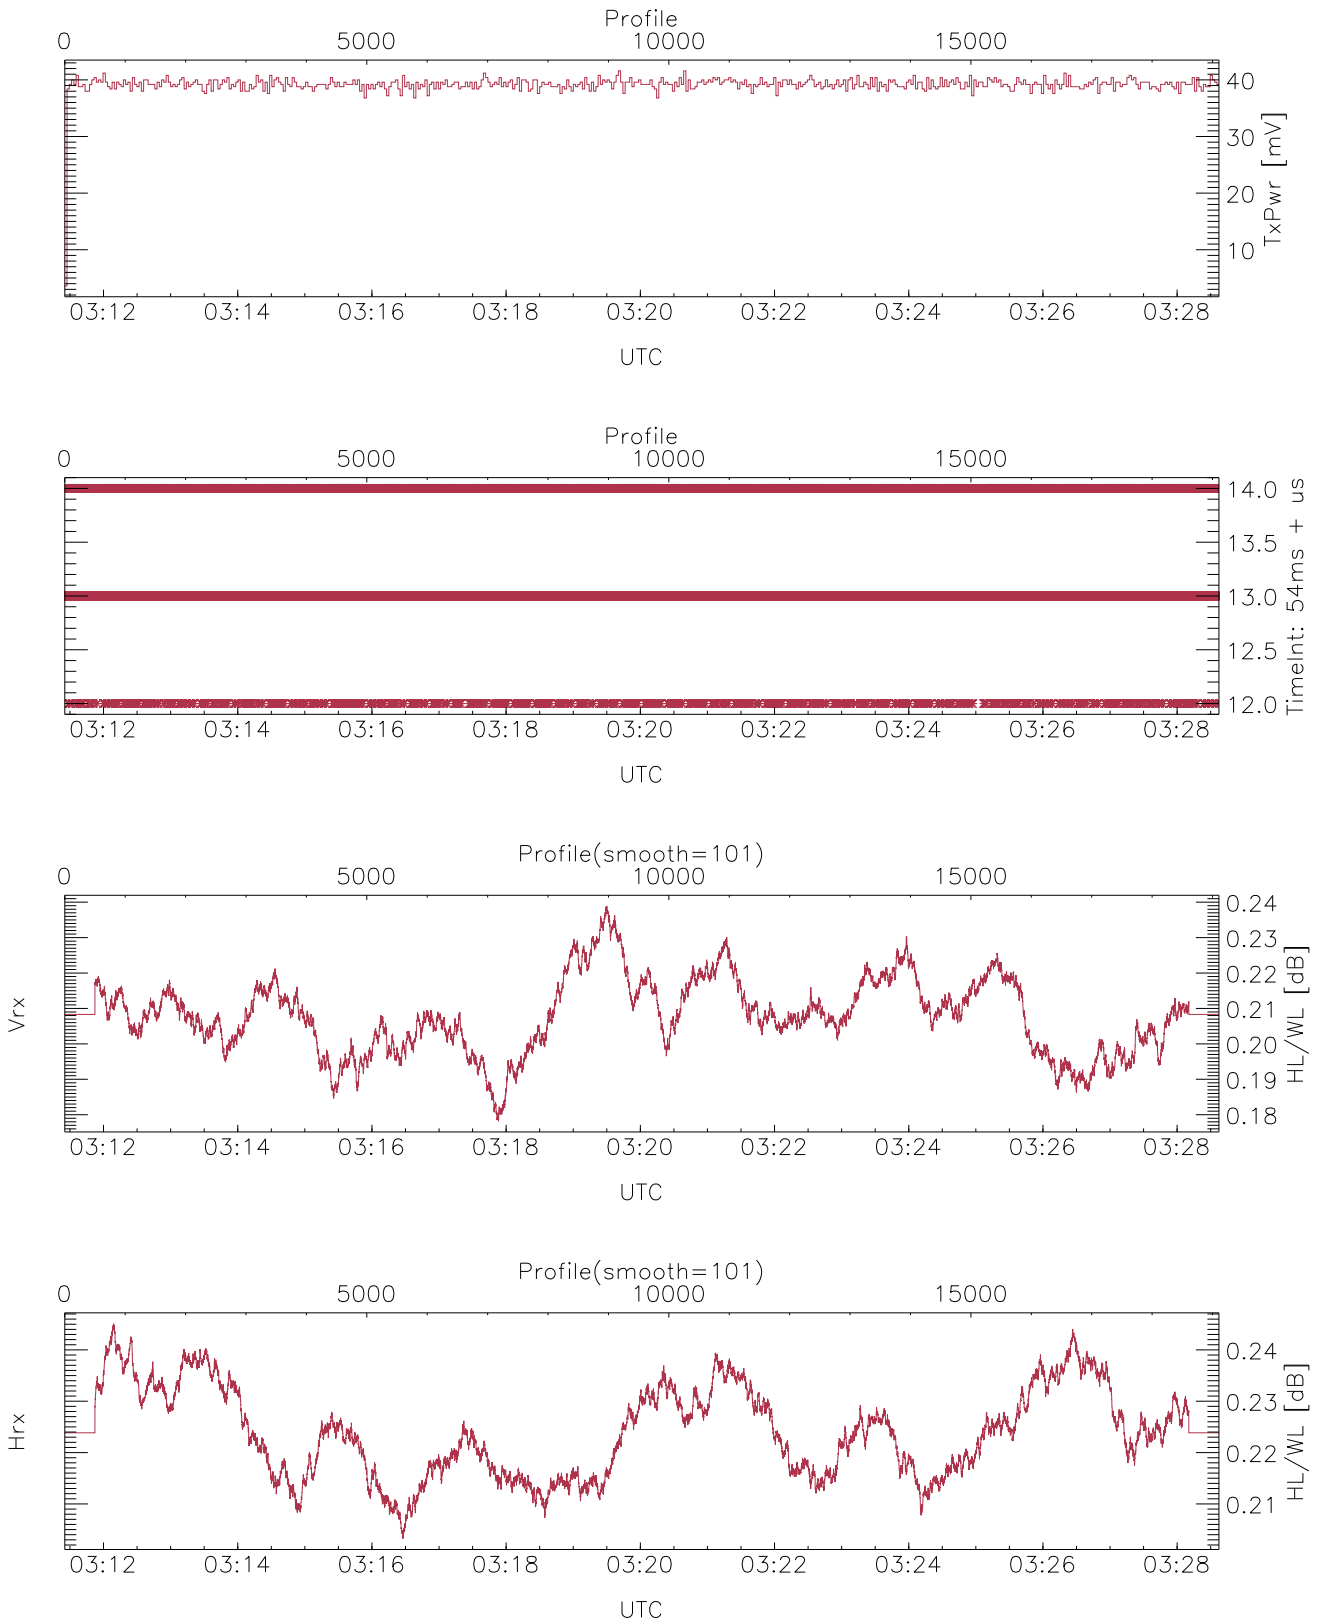 Profile
0 5000 10000 15000
40
30
20
10
TxPwr [mV]
03:12 03:14 03:16 03:18 03:20 03:22 03:24 03:26 03:28
UTC
Profile
0 5000 10000 15000
14.0
13.5
13.0
12.5
12.0
TimeInt: 54ms + us
03:12 03:14 03:16 03:18 03:20 03:22 03:24 03:26 03:28
UTC
Profile(smooth=101)
0 5000 10000 15000
Vrx
0.24
0.23
0.22
0.21
0.20
0.19
0.18
HL/WL [dB]
03:12 03:14 03:16 03:18 03:20 03:22 03:24 03:26 03:28
UTC
Profile(smooth=101)
0 5000 10000 15000
Hrx
0.24
0.23
0.22
0.21
HL/WL [dB]
03:12 03:14 03:16 03:18 03:20 03:22 03:24 03:26 03:28
UTC